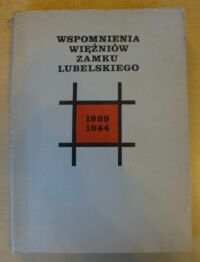 WSPOMNIENIA
WIĘŹNIÓW
ZAMKU
LUBELSKIEGO
1939
1944